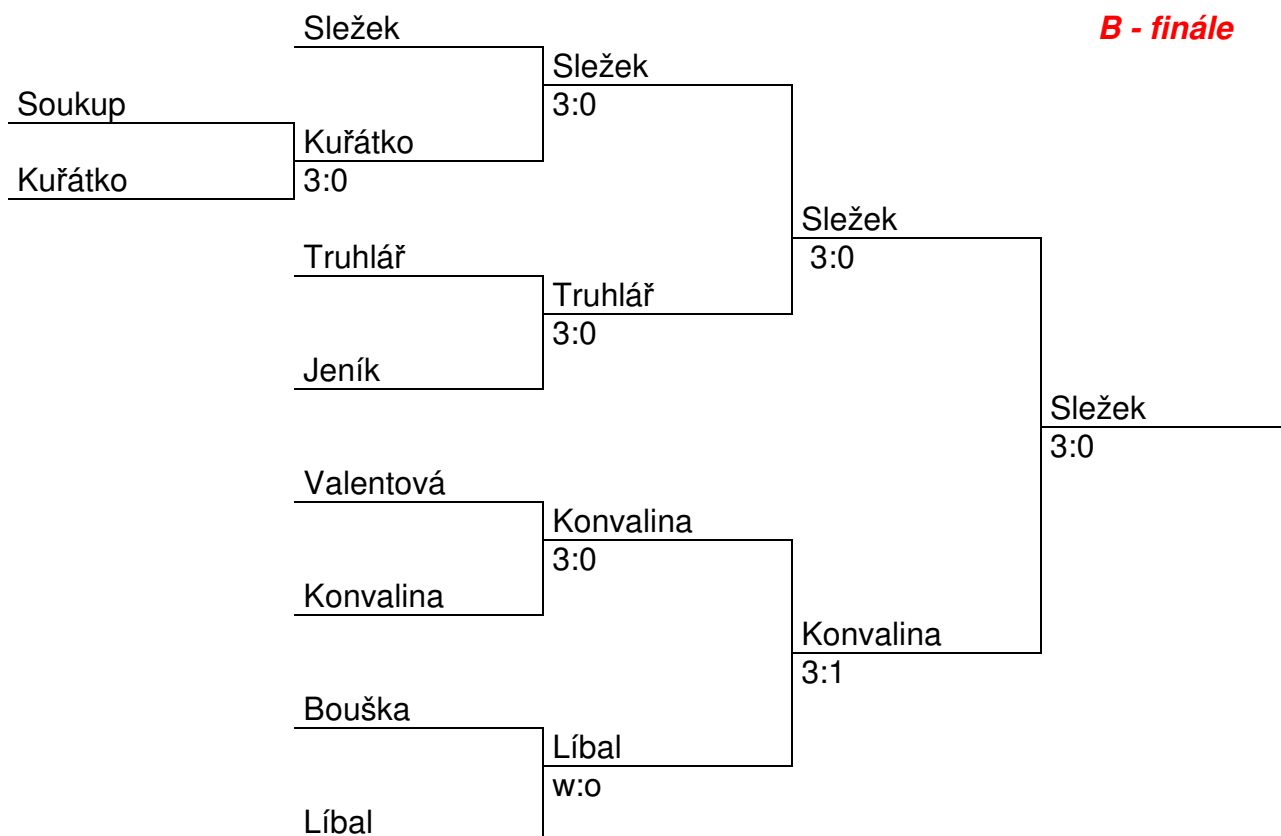 Sležek
B - finále
Sležek
Soukup
3:0
Kuřátko
Kuřátko
3:0
Sležek
Truhlář
3:0
Truhlář
3:0
Jeník
Sležek
3:0
Valentová
Konvalina
3:0
Konvalina
Konvalina
3:1
Bouška
Líbal
w:o
Líbal